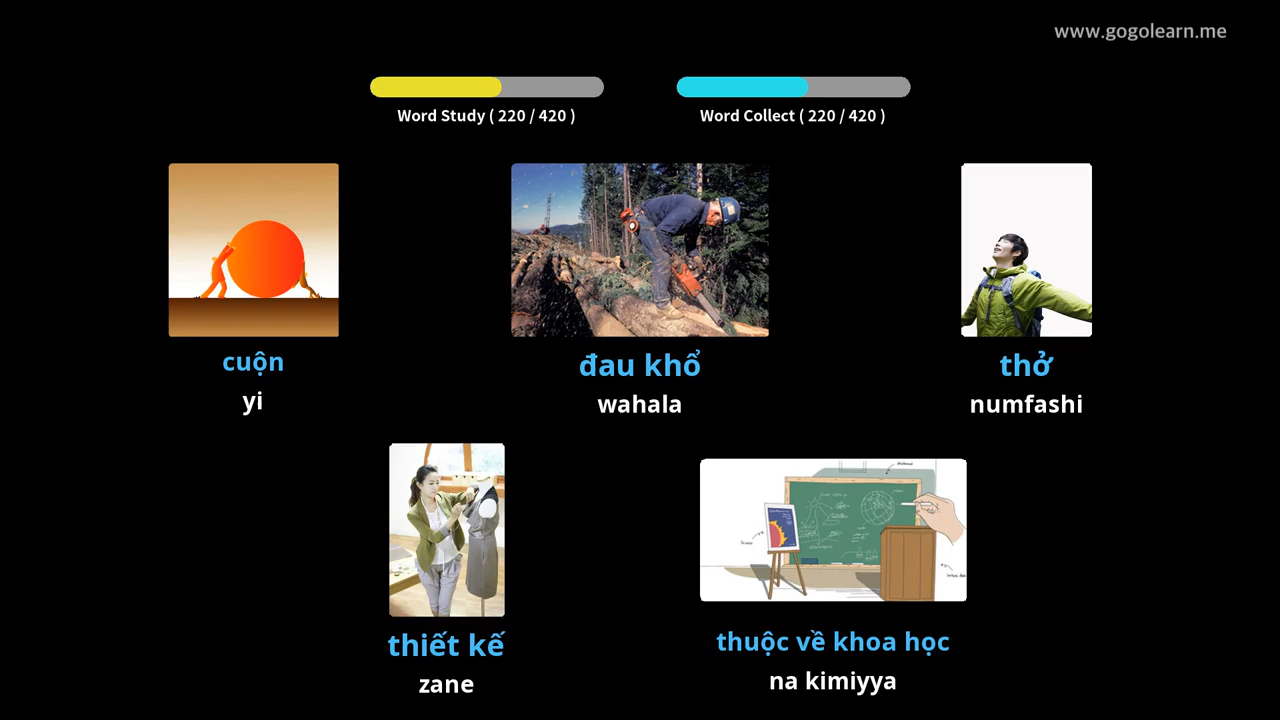 www.gogolearn.me
Word Study ( 220 / 420 )
Word Collect ( 220 / 420 )
cuộn
yi
đau khổ
wahala
thở
numfashi
thiết kế
zane
thuộc về khoa học
na kimiyya